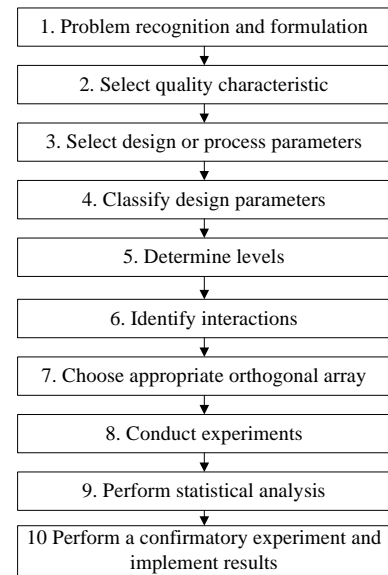 1. Problem recognition and formulation
2. Select quality characteristic
3. Select design or process parameters
4. Classify design parameters
5. Determine levels
6. Identify interactions
7. Choose appropriate orthogonal array
8. Conduct experiments
9. Perform statistical analysis
10 Perform a confirmatory experiment and
implement results